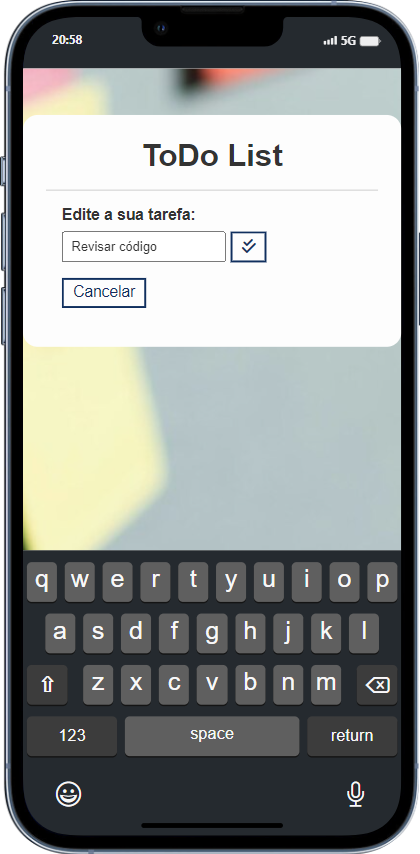 20:58
5G
ToDo List
Edite a sua tarefa:
Revisar código
Cancelar
q w e r t y u i o p
a s d f g h j k l
z x c v b n m
123 space return